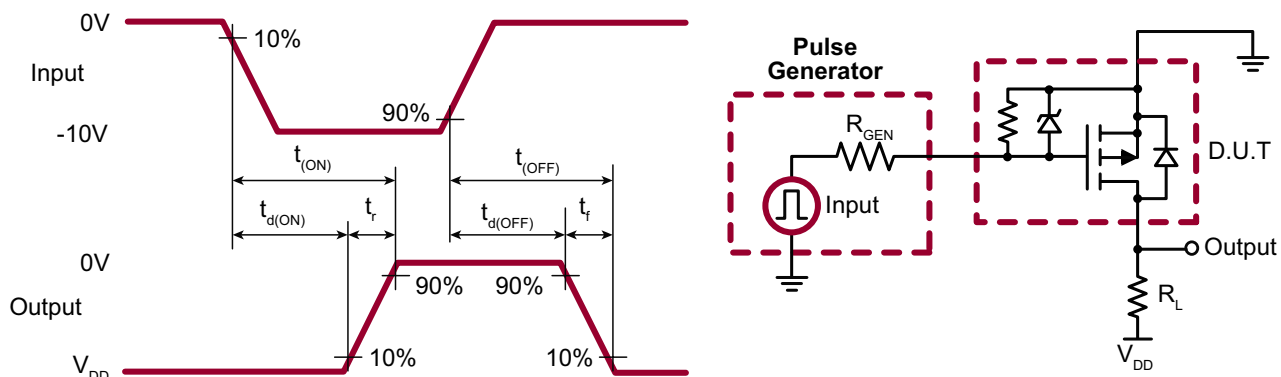 0V
10%
Input
90%
-10V
t(ON)
t(OFF)
td(ON)
tr
td(OFF)
tf
0V
90%
90%
Output
10%
10%
VDD
Pulse
Generator
RGEN
Input
D.U.T
Output
RL
VDD